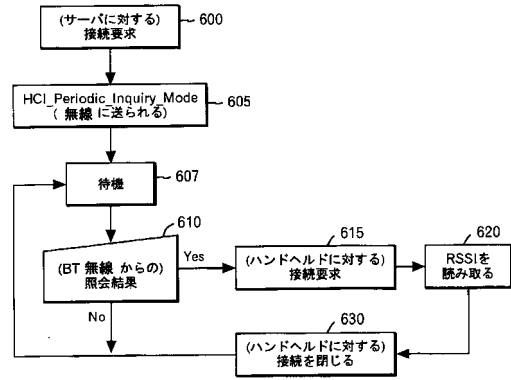 (サーバに対する)
接続要求
600
HCI_Periodic_Inquiry_Mode
(無線に送られる)
605
待機
607
610
(BT 無線 からの)
照会結果
Yes
No
615
(ハンドヘルドに対する)
接続要求
620
RSSIを
読み取る
630
(ハンドヘルドに対する)
接続を閉じる